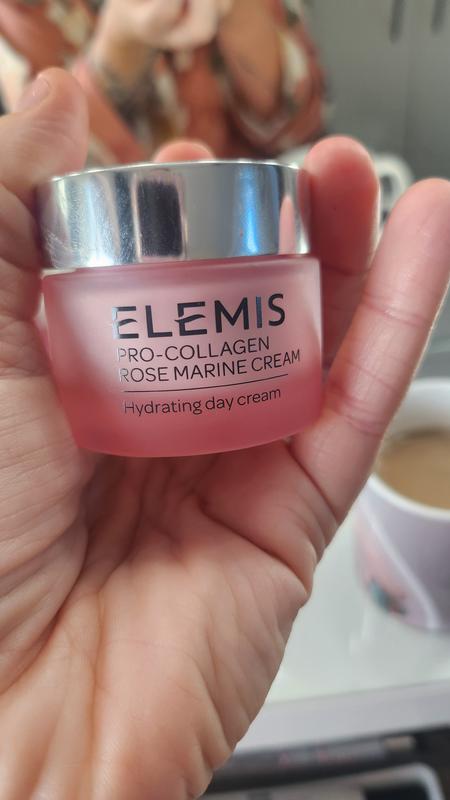 ELEMIS
PRO-COLLAGEN
ROSE MARINE CREAM
Hydrating day cream